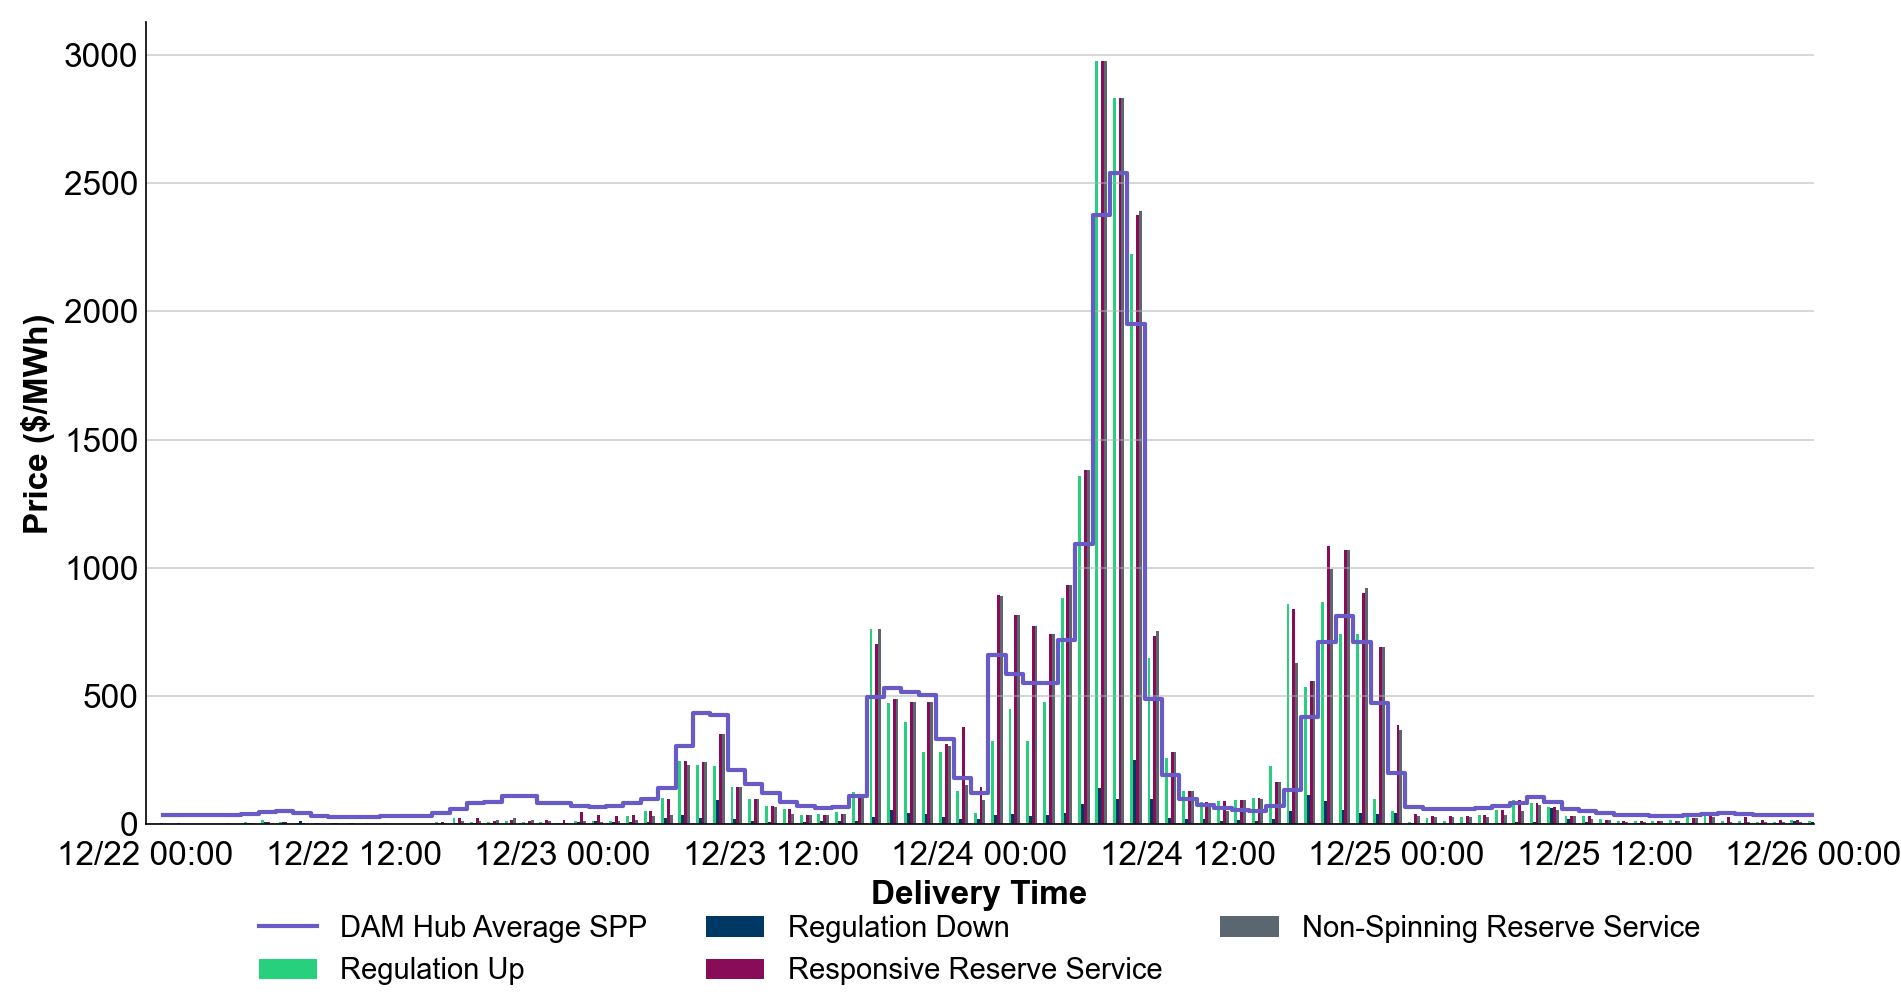 3000
2500
2000
1500
1000
500
0
Price ($/MWh)
12/22 00:00 12/22 12:00 12/23 00:00 12/23 12:00 12/24 00:00 12/24 12:00 12/25 00:00 12/25 12:00 12/26 00:00
Delivery Time
DAM Hub Average SPP Regulation Down Non-Spinning Reserve Service
Regulation Up Responsive Reserve Service